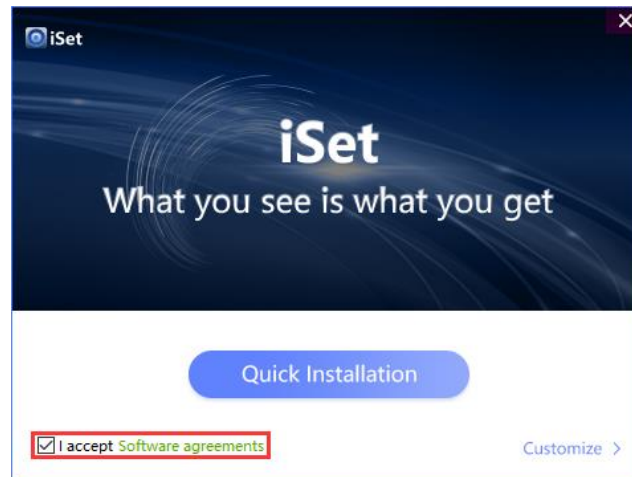 iSet
iSet
What you see is what you get
Quick Installation
I accept Software agreements
Customize >